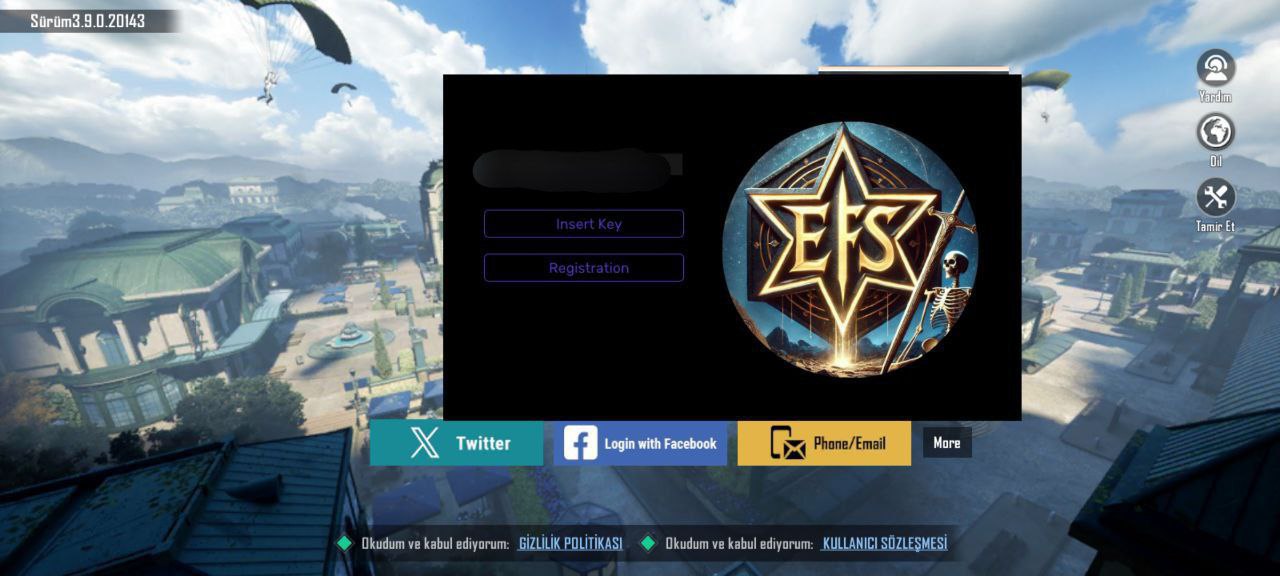 Sürüm3.9.0.20143
Yardım
Dil
Tamir Et
Insert Key
Registration
EFS
Twitter
Login with Facebook
Phone/Email
More
Okudum ve kabul ediyorum: GİZLİLİK POLİTİKASI
Okudum ve kabul ediyorum: KULLANICI SÖZLEŞMESİ